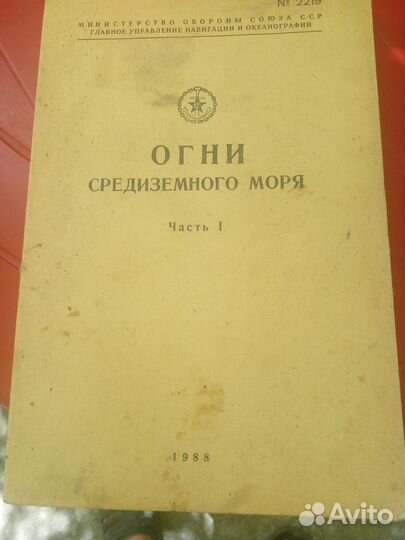 № 2219
МИНИСТЕРСТВО ОБОРОНЫ СОЮЗА ССР
ГЛАВНОЕ УПРАВЛЕНИЕ НАВИГАЦИИ И ОКЕАНОГРАФИИ
ОГНИ
СРЕДИЗЕМНОГО МОРЯ
Часть I
1988
Avito